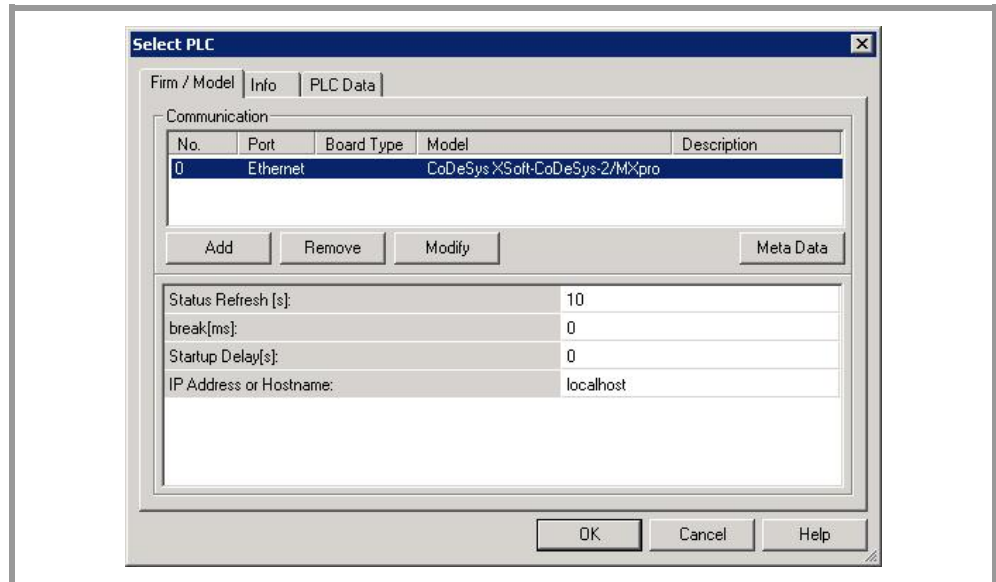 Select PLC
Firm / Model Info PLC Data
Communication
No. Port Board Type Model Description
0 Ethernet CoDeSys XSoft-CoDeSys-2/MXpro
Add Remove Modify Meta Data
Status Refresh [s]: 10
break[ms]: 0
Startup Delay[s]: 0
IP Address or Hostname: localhost
OK Cancel Help